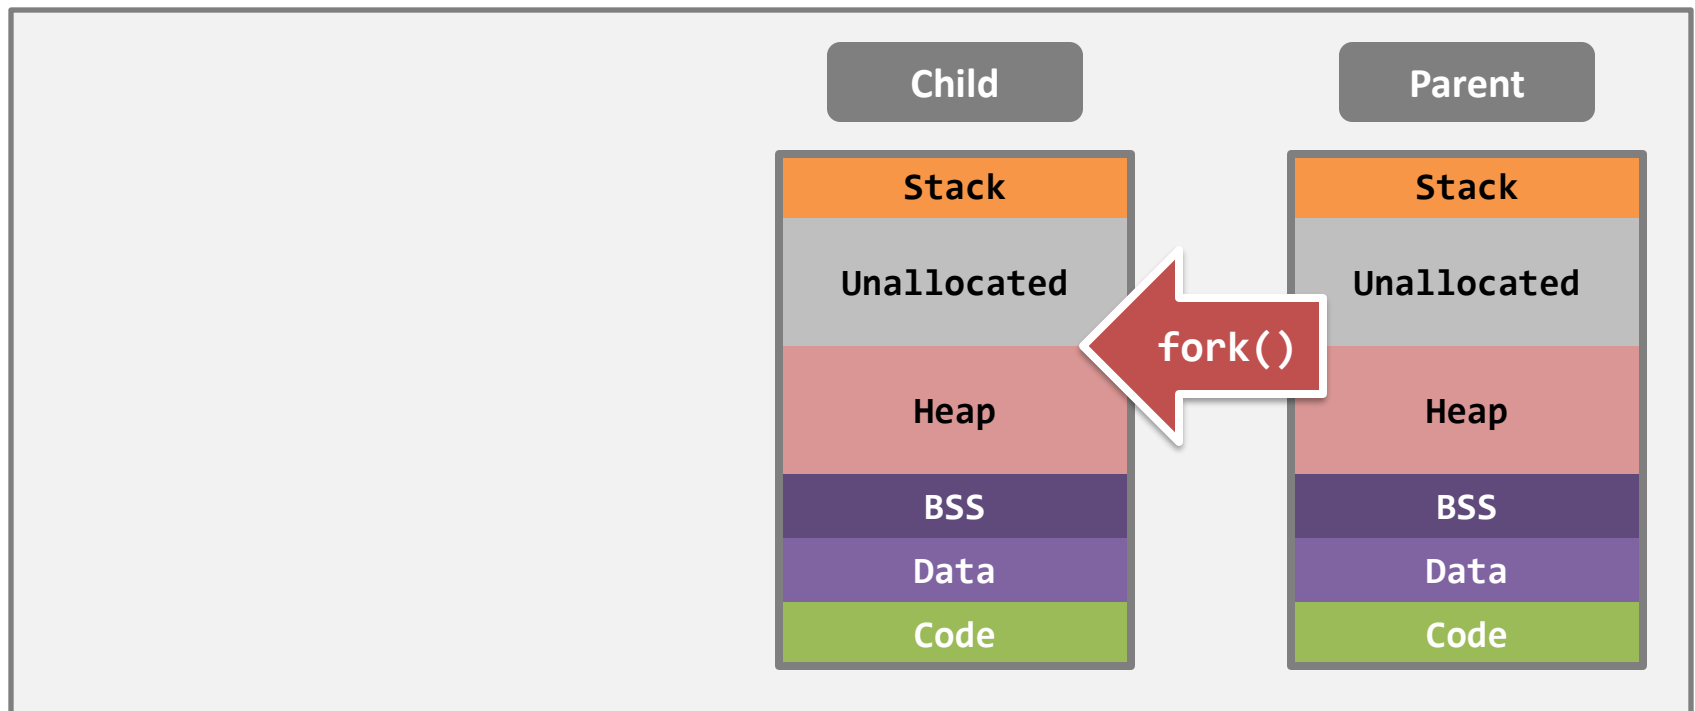 Child
Stack
Unallocated
Heap
BSS
Data
Code
fork()
Parent
Stack
Unallocated
Heap
BSS
Data
Code